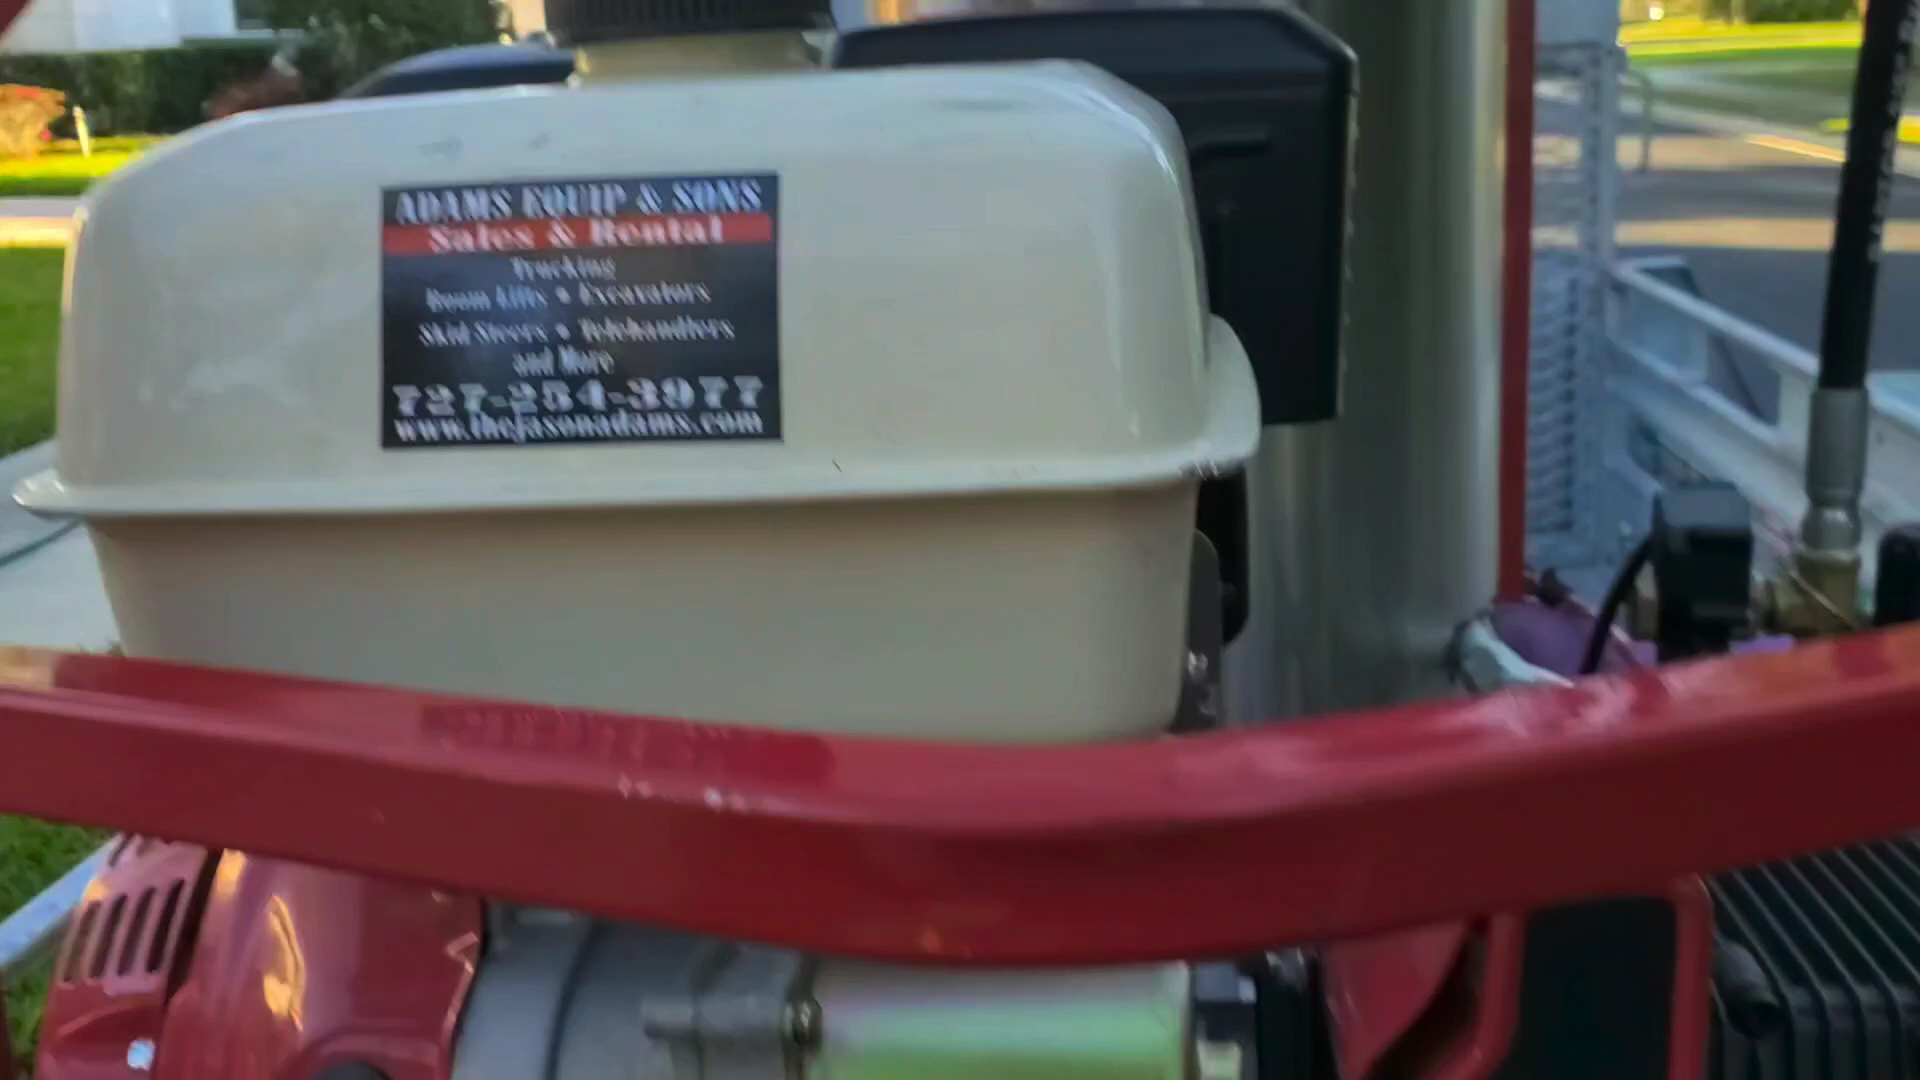 ADAMS EQUIP & SONS
Sales & Rental
Trucking
Boom Lifts • Excavators
Skid Steers • Telehandlers
and More
727-254-3977
www.thejasonadams.com